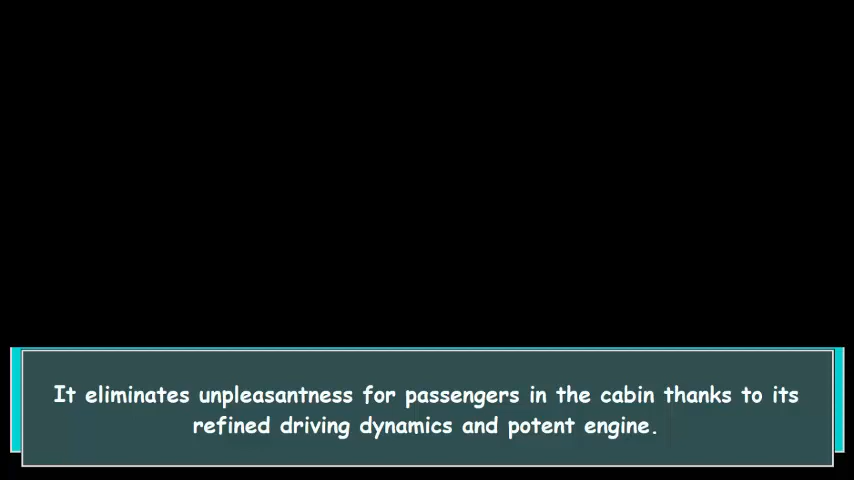 It eliminates unpleasantness for passengers in the cabin thanks to its
refined driving dynamics and potent engine.